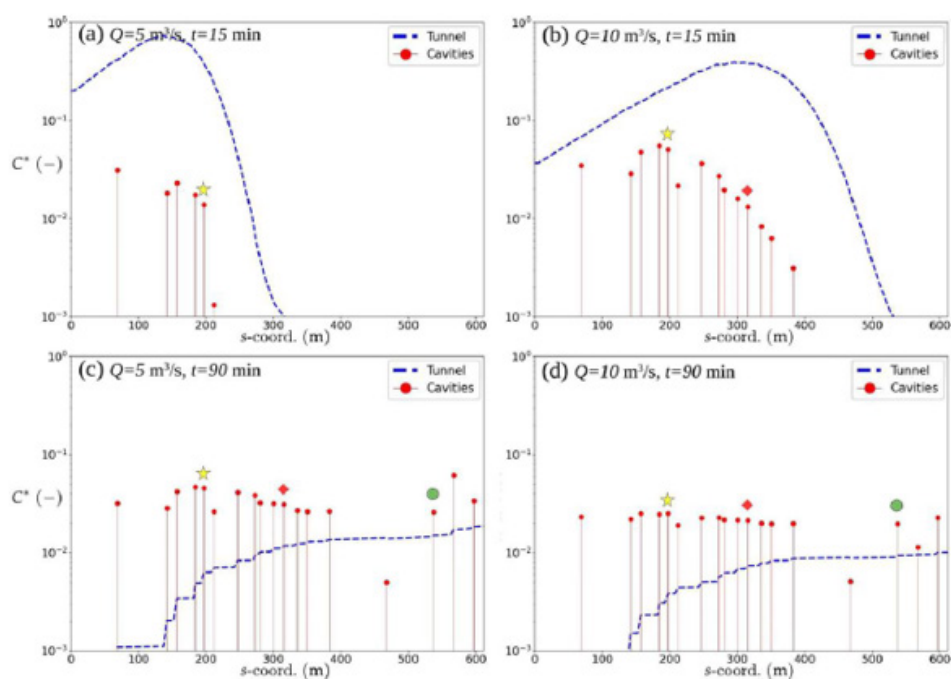 (a) Q=5 m³/s, t=15 min
Tunnel
Cavities
10⁰
10⁻¹
C* (−)
10⁻²
10⁻³
0 100 200 300 400 500 600
s-coord. (m)
(b) Q=10 m³/s, t=15 min
Tunnel
Cavities
10⁰
10⁻¹
C* (−)
10⁻²
10⁻³
0 100 200 300 400 500 600
s-coord. (m)
(c) Q=5 m³/s, t=90 min
Tunnel
Cavities
10⁰
10⁻¹
C* (−)
10⁻²
10⁻³
0 100 200 300 400 500 600
s-coord. (m)
(d) Q=10 m³/s, t=90 min
Tunnel
Cavities
10⁰
10⁻¹
C* (−)
10⁻²
10⁻³
0 100 200 300 400 500 600
s-coord. (m)